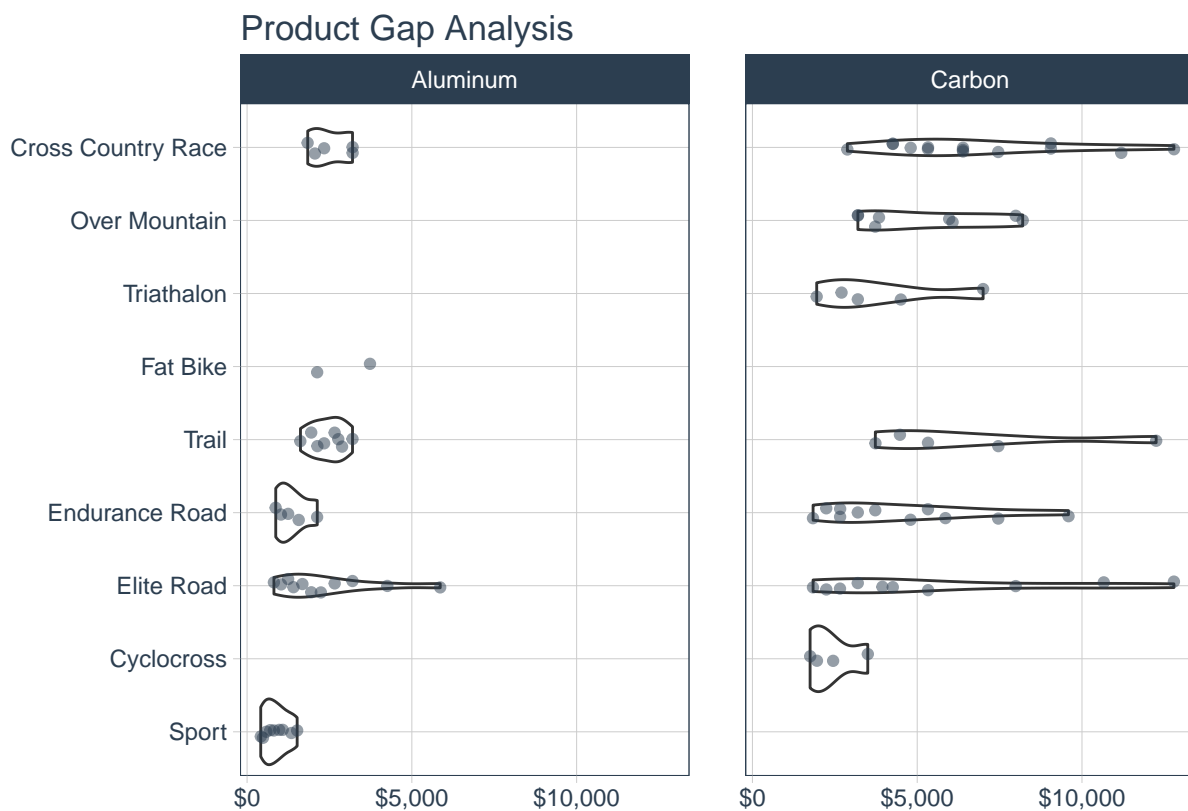 Product Gap Analysis
Aluminum
Carbon
Cross Country Race
Over Mountain
Triathalon
Fat Bike
Trail
Endurance Road
Elite Road
Cyclocross
Sport
$0 $5,000 $10,000
$0 $5,000 $10,000